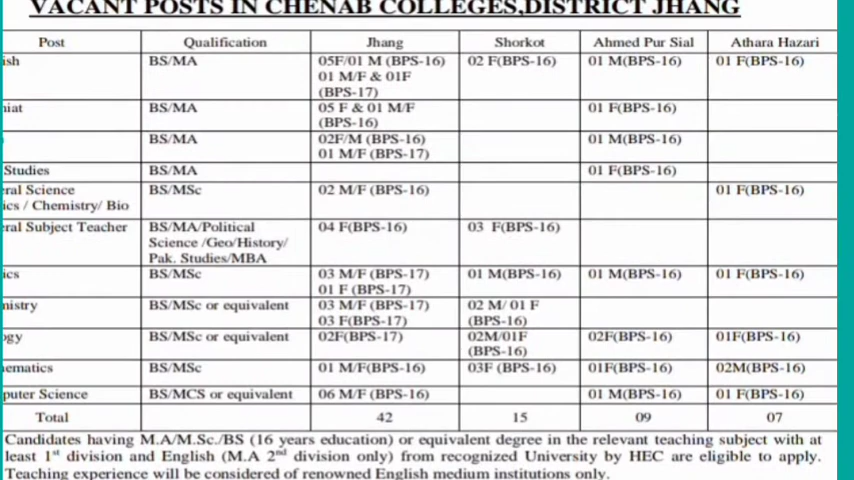 VACANT POSTS IN CHENAB COLLEGES,DISTRICT JHANG
Post Qualification Jhang Shorkot Ahmed Pur Sial Athara Hazari
ish BS/MA 05F/01 M (BPS-16) 02 F(BPS-16) 01 M(BPS-16) 01 F(BPS-16)
01 M/F & 01F
(BPS-17)
niat BS/MA 05 F & 01 M/F 01 F(BPS-16)
(BPS-16)
BS/MA 02F/M (BPS-16) 01 M(BPS-16)
01 M/F (BPS-17)
Studies BS/MA 01 F(BPS-16)
eral Science BS/MSc 02 M/F (BPS-16) 01 F(BPS-16)
ics / Chemistry/ Bio
eral Subject Teacher BS/MA/Political 04 F(BPS-16) 03 F(BPS-16)
Science /Geo/History/
Pak. Studies/MBA
ics BS/MSc 03 M/F (BPS-17) 01 M(BPS-16) 01 M(BPS-16) 01 F(BPS-16)
01 F (BPS-17)
nistry BS/MSc or equivalent 03 M/F (BPS-17) 02 M/ 01 F
03 F(BPS-17) (BPS-16)
ogy BS/MSc or equivalent 02F(BPS-17) 02M/01F 02F(BPS-16) 01F(BPS-16)
(BPS-16)
ematics BS/MSc 01 M/F(BPS-16) 03F (BPS-16) 01F(BPS-16) 02M(BPS-16)
puter Science BS/MCS or equivalent 06 M/F (BPS-16) 01 M(BPS-16) 01 F(BPS-16)
Total 42 15 09 07
Candidates having M.A/M.Sc./BS (16 years education) or equivalent degree in the relevant teaching subject with at
least 1st division and English (M.A 2nd division only) from recognized University by HEC are eligible to apply.
Teaching experience will be considered of renowned English medium institutions only.